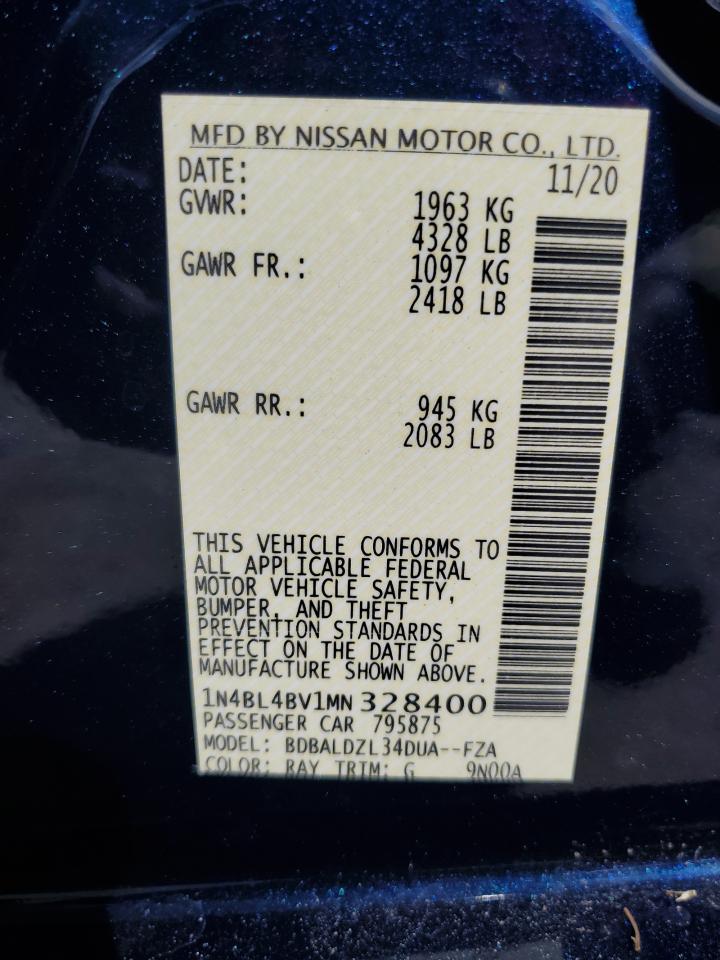 MFD BY NISSAN MOTOR CO., LTD.
DATE: 11/20
GVWR: 1963 KG
4328 LB
GAWR FR.: 1097 KG
2418 LB
GAWR RR.: 945 KG
2083 LB
THIS VEHICLE CONFORMS TO
ALL APPLICABLE FEDERAL
MOTOR VEHICLE SAFETY,
BUMPER, AND THEFT
PREVENTION STANDARDS IN
EFFECT ON THE DATE OF
MANUFACTURE SHOWN ABOVE.
1N4BL4BV1MN 328400
PASSENGER CAR 795875
MODEL: BDBALDZL34DUA--FZA
COLOR: RAY TRIM: G 9N00A